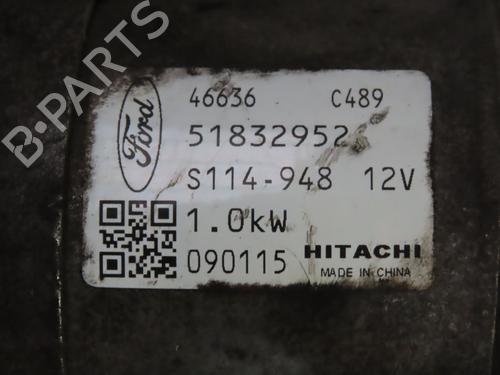 B-PARTS
Ford
46636 C489
51832952
S114-948 12V
1.0kW
090115 HITACHI
MADE IN CHINA